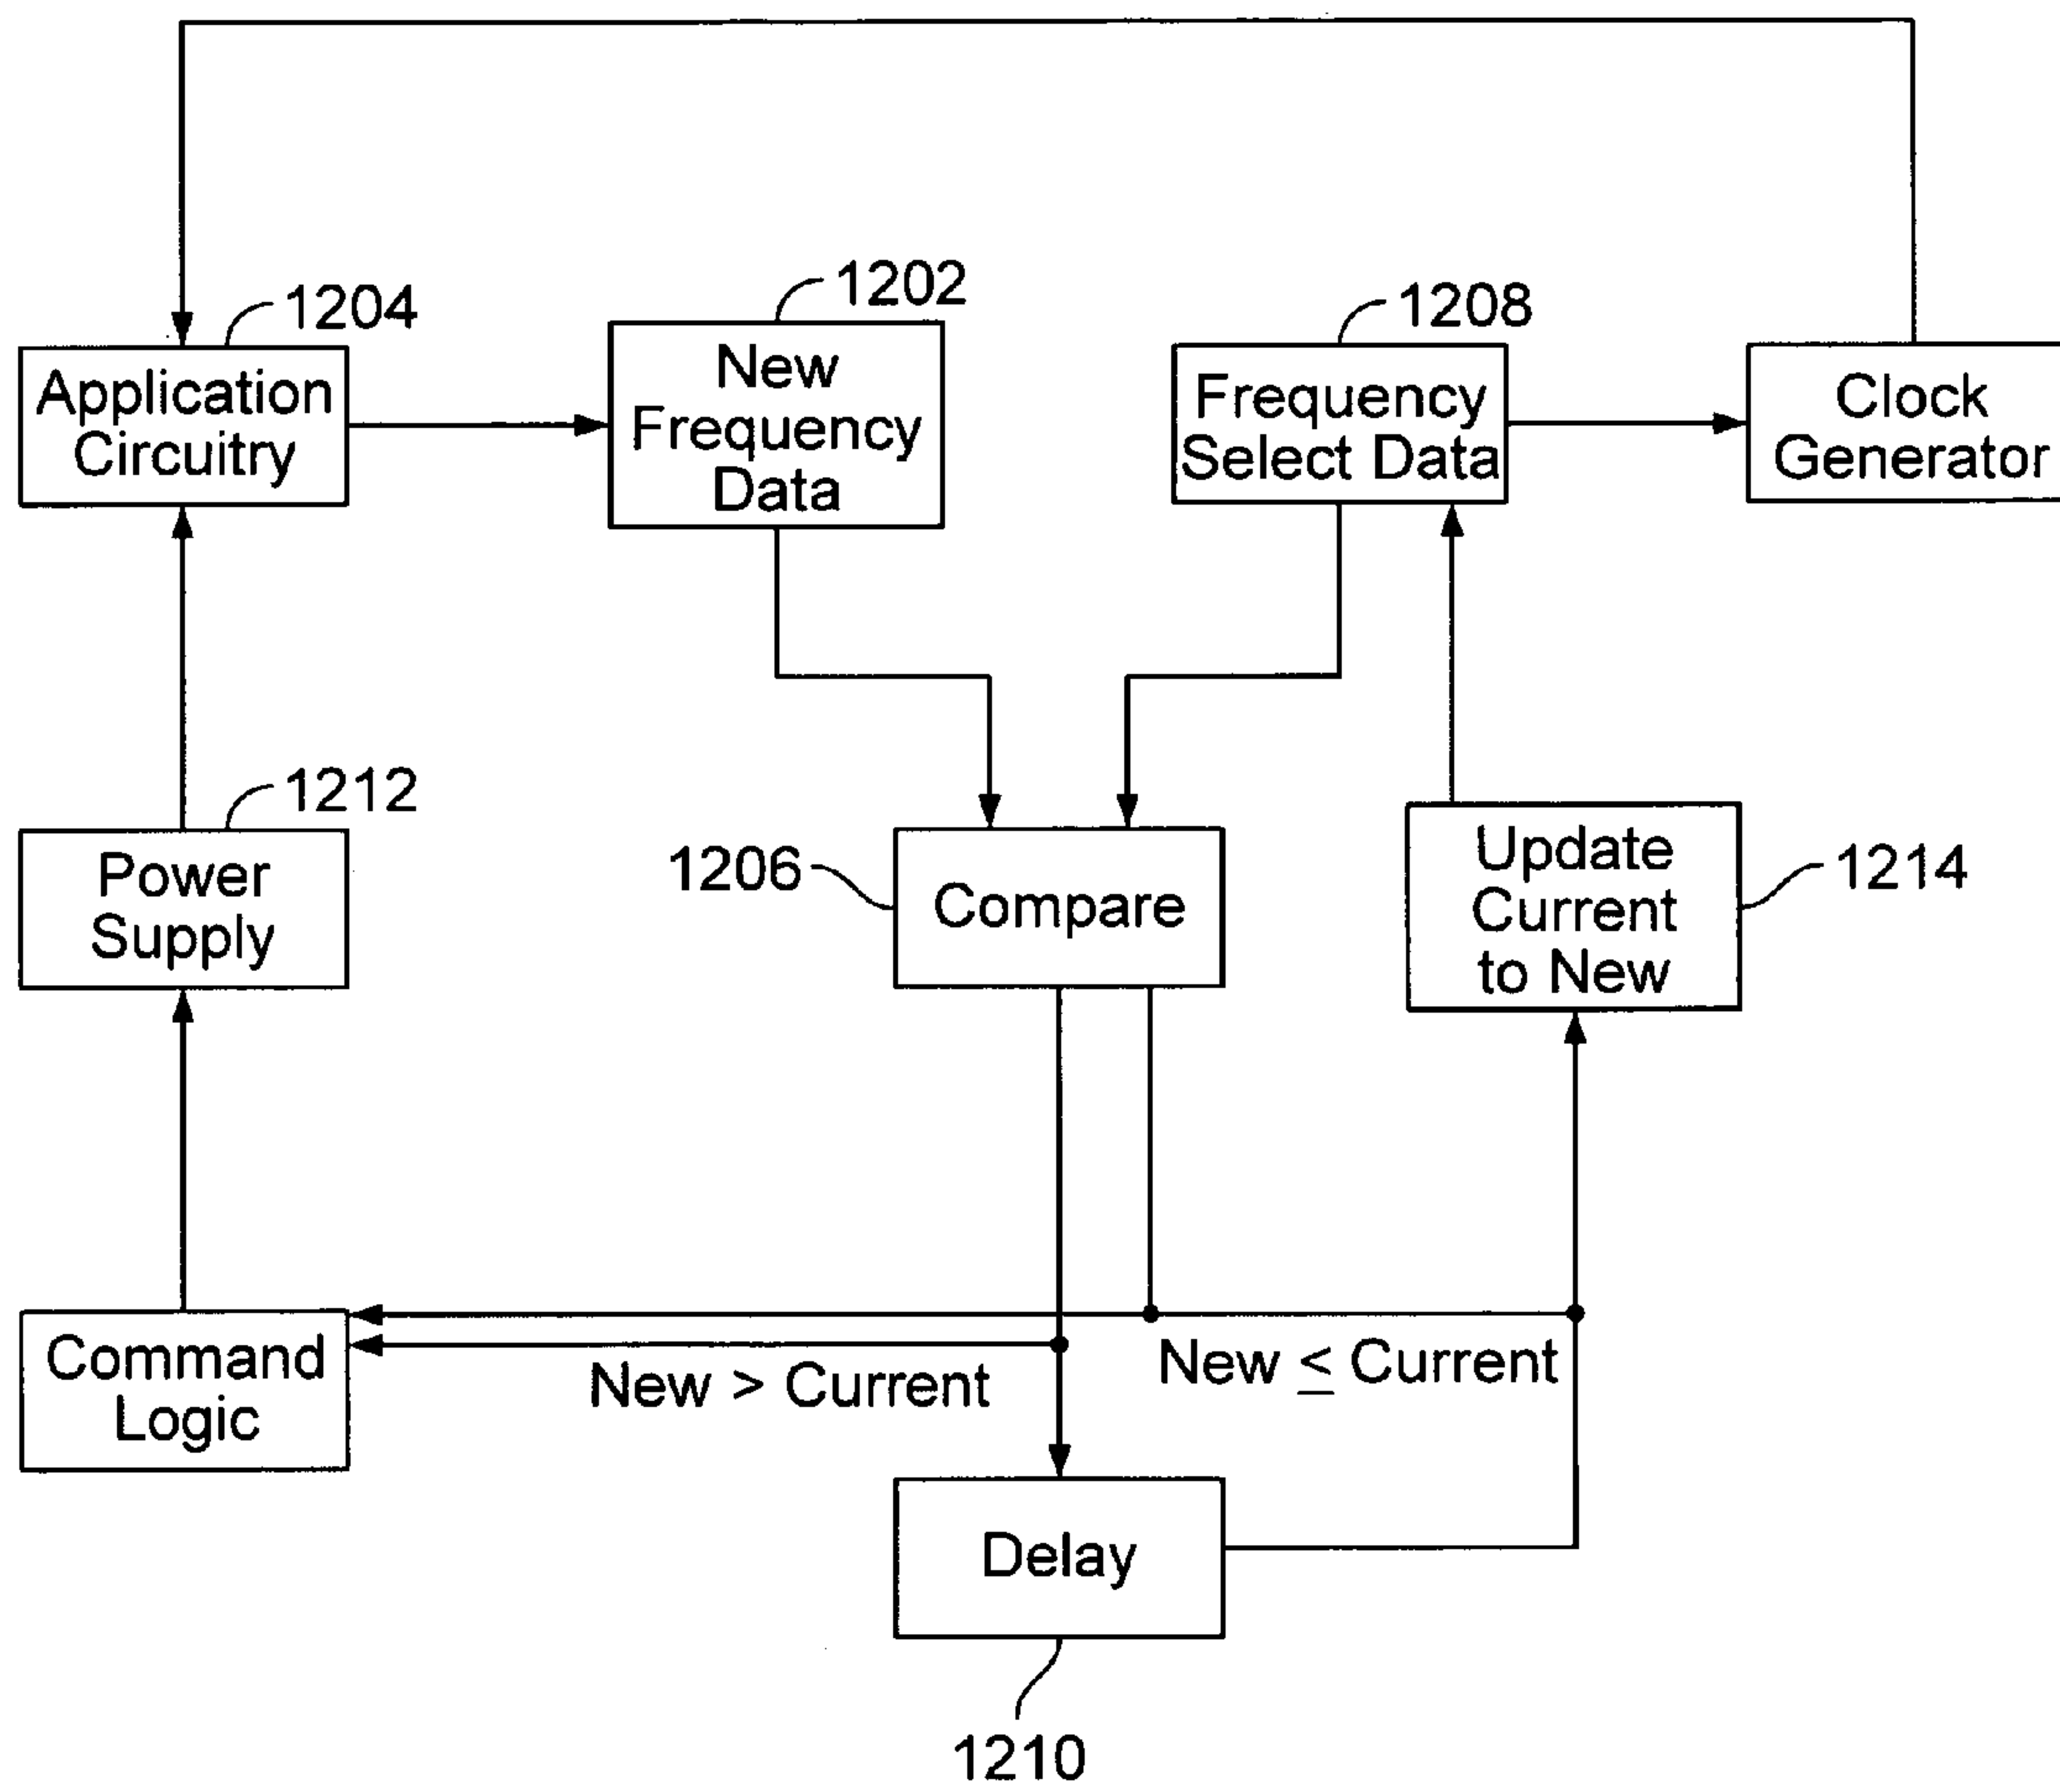 1204
1202
1208
Application
Circuitry
New
Frequency
Data
Frequency
Select Data
Clock
Generator
1212
Power
Supply
1206
Compare
Update
Current
to New
1214
Command
Logic
New > Current
New ≤ Current
Delay
1210